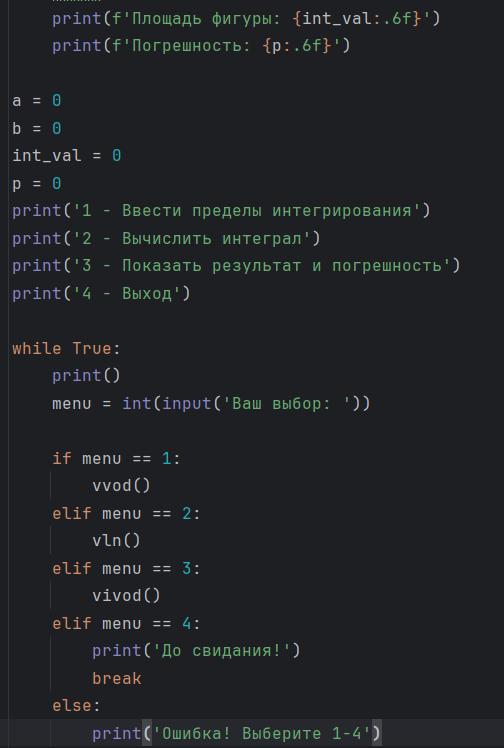 print(f'Площадь фигуры: {int_val:.6f}')
    print(f'Погрешность: {p:.6f}')

a = 0
b = 0
int_val = 0
p = 0
print('1 - Ввести пределы интегрирования')
print('2 - Вычислить интеграл')
print('3 - Показать результат и погрешность')
print('4 - Выход')

while True:
    print()
    menu = int(input('Ваш выбор: '))

    if menu == 1:
        vvod()
    elif menu == 2:
        vln()
    elif menu == 3:
        vivod()
    elif menu == 4:
        print('До свидания!')
        break
    else:
        print('Ошибка! Выберите 1-4')